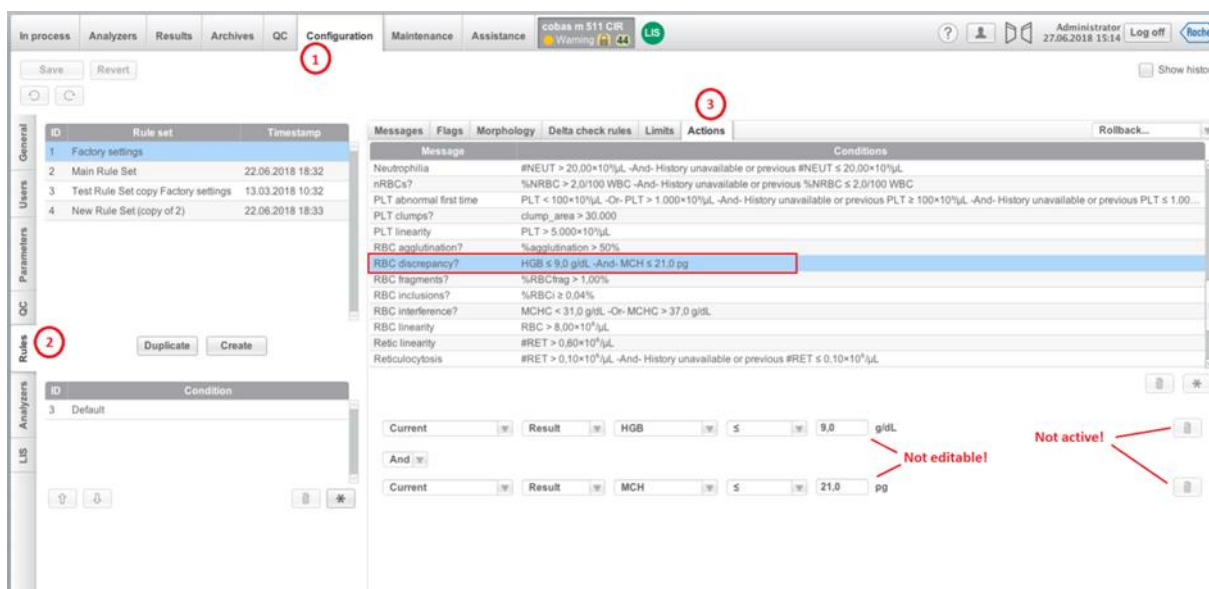 In process Analyzers Results Archives QC Configuration Maintenance Assistance
cobas m 511 CIR
Warning 44
LIS
?
Administrator
27.06.2018 15:14
Log off
Roche
1
Save Revert
Show histo
3
General
Users
Parameters
QC
Rules
Analyzers
LIS
ID Rule set Timestamp
1 Factory settings
2 Main Rule Set 22.06.2018 18:32
3 Test Rule Set copy Factory settings 13.03.2018 10:32
4 New Rule Set (copy of 2) 22.06.2018 18:33
2
Duplicate Create
ID Condition
3 Default
Messages Flags Morphology Delta check rules Limits Actions Rollback...
Message Conditions
Neutrophilia #NEUT > 20,00×10³/µL -And- History unavailable or previous #NEUT ≤ 20,00×10³/µL
nRBCs? %NRBC > 2,0/100 WBC -And- History unavailable or previous %NRBC ≤ 2,0/100 WBC
PLT abnormal first time PLT < 100×10³/µL -Or- PLT > 1.000×10³/µL -And- History unavailable or previous PLT ≥ 100×10³/µL -And- History unavailable or previous PLT ≤ 1.00...
PLT clumps? clump_area > 30.000
PLT linearity PLT > 5.000×10³/µL
RBC agglutination? %agglutination > 50%
RBC discrepancy? HGB ≤ 9,0 g/dL -And- MCH ≤ 21,0 pg
RBC fragments? %RBCfrag > 1,00%
RBC inclusions? %RBCi ≥ 0,04%
RBC interference? MCHC < 31,0 g/dL -Or- MCHC > 37,0 g/dL
RBC linearity RBC > 8,00×10⁶/µL
Retic linearity #RET > 0,60×10⁶/µL
Reticulocytosis #RET > 0,10×10⁶/µL -And- History unavailable or previous #RET ≤ 0,10×10⁶/µL
Current Result HGB ≤ 9,0 g/dL
Not active!
And
Not editable!
Current Result MCH ≤ 21,0 pg